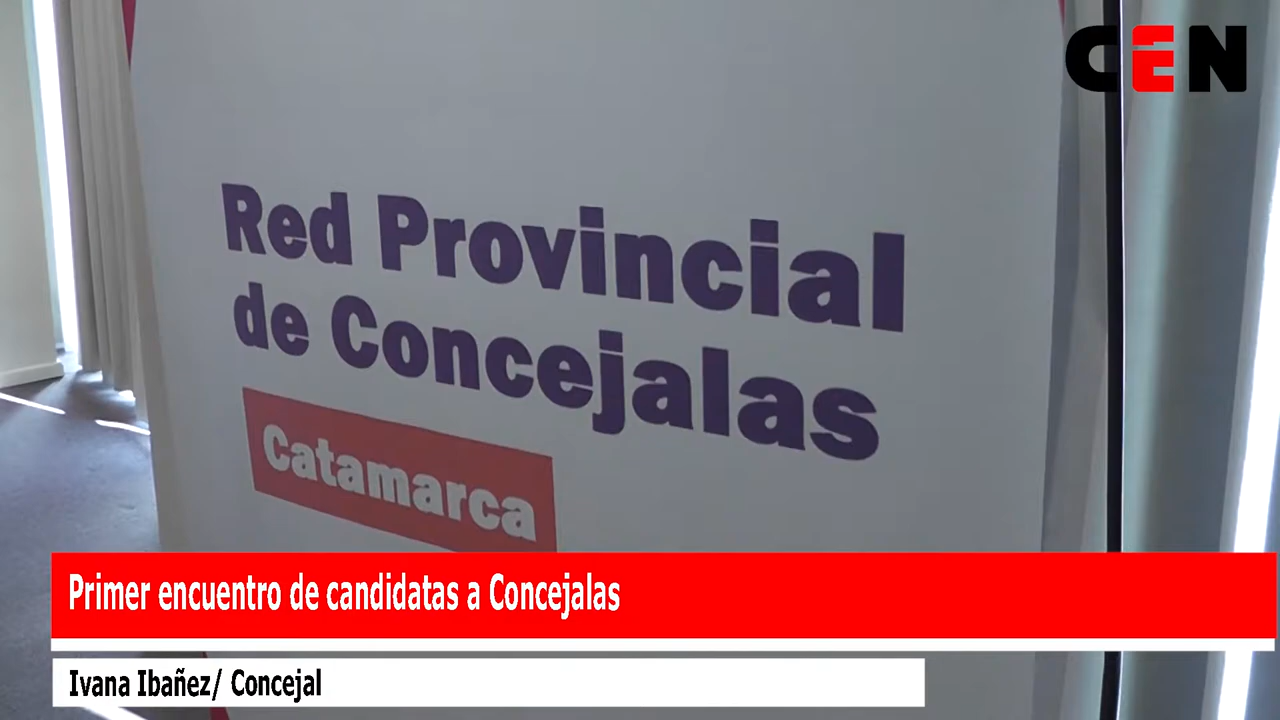 CEN
Red Provincial
de Concejalas
Catamarca
Primer encuentro de candidatas a Concejalas
Ivana Ibañez/ Concejal